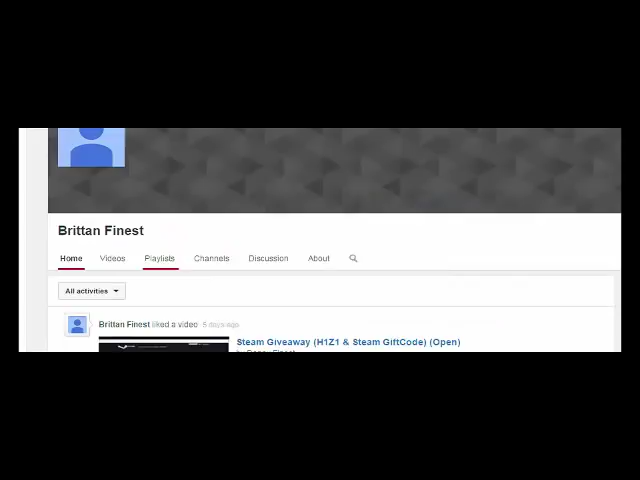 Brittan Finest
Home Videos Playlists Channels Discussion About
All activities
Brittan Finest liked a video 5 days ago
Steam Giveaway (H1Z1 & Steam GiftCode) (Open)